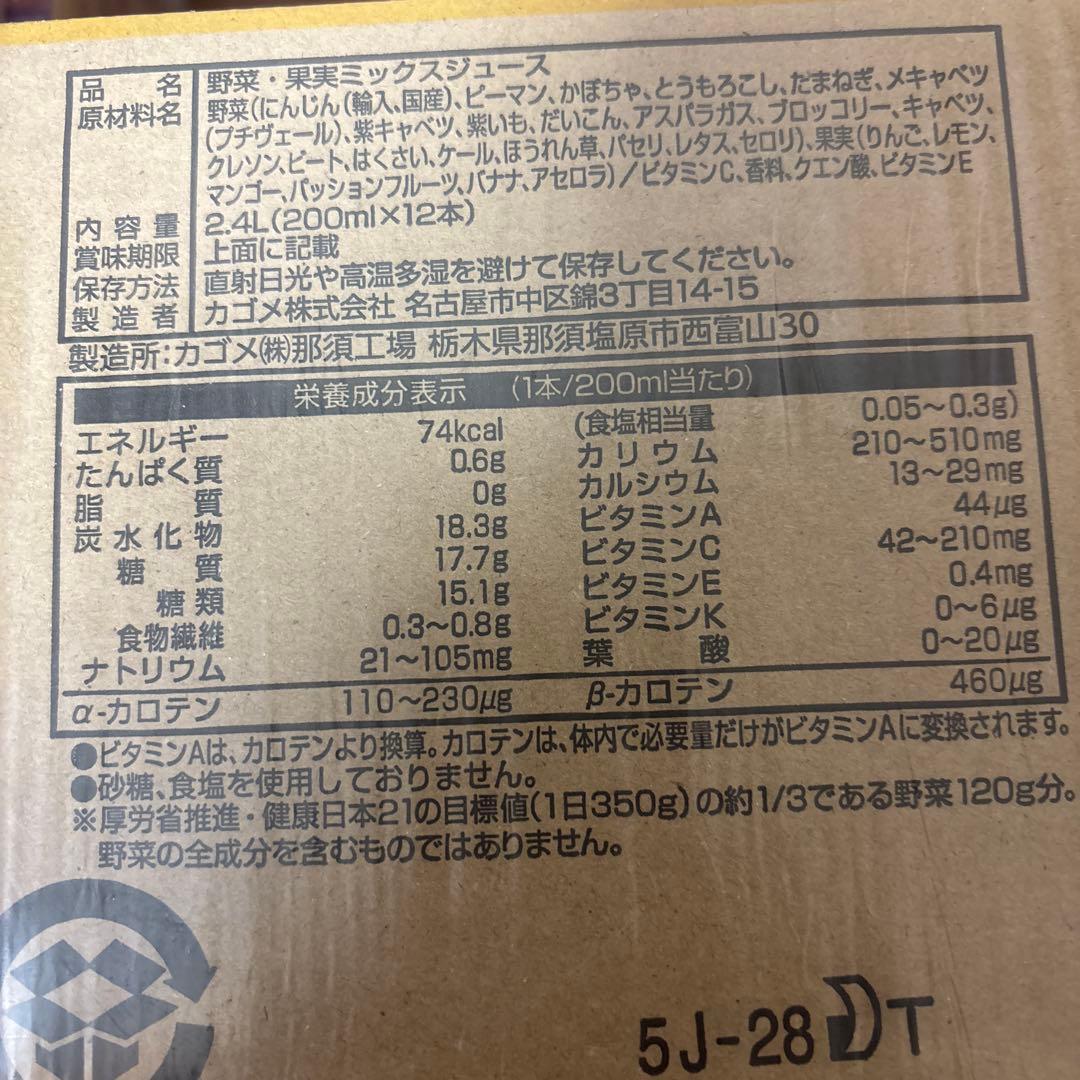 品名 野菜・果実ミックスジュース
原材料名 野菜(にんじん(輸入、国産)、ピーマン、かぼちゃ、とうもろこし、たまねぎ、メキャベツ
(プチヴェール)、紫キャベツ、紫いも、だいこん、アスパラガス、ブロッコリー、キャベツ、
クレソン、ビート、はくさい、ケール、ほうれん草、パセリ、レタス、セロリ)、果実(りんご、レモン、
マンゴー、パッションフルーツ、バナナ、アセロラ)/ビタミンC、香料、クエン酸、ビタミンE
内容量 2.4L(200ml×12本)
賞味期限 上面に記載
保存方法 直射日光や高温多湿を避けて保存してください。
製造者 カゴメ株式会社 名古屋市中区錦3丁目14-15
製造所:カゴメ㈱那須工場 栃木県那須塩原市西富山30
栄養成分表示 (1本/200ml当たり)
エネルギー 74kcal
たんぱく質 0.6g
脂質 0g
炭水化物 18.3g
糖質 17.7g
糖類 15.1g
食物繊維 0.3～0.8g
ナトリウム 21～105mg
(食塩相当量 0.05～0.3g)
カリウム 210～510mg
カルシウム 13～29mg
ビタミンA 44μg
ビタミンC 42～210mg
ビタミンE 0.4mg
ビタミンK 0～6μg
葉酸 0～20μg
α-カロテン 110～230μg β-カロテン 460μg
●ビタミンAは、カロテンより換算。カロテンは、体内で必要量だけがビタミンAに変換されます。
●砂糖、食塩を使用しておりません。
※厚労省推進・健康日本21の目標値(1日350g)の約1/3である野菜120g分。
野菜の全成分を含むものではありません。
5J-28 T